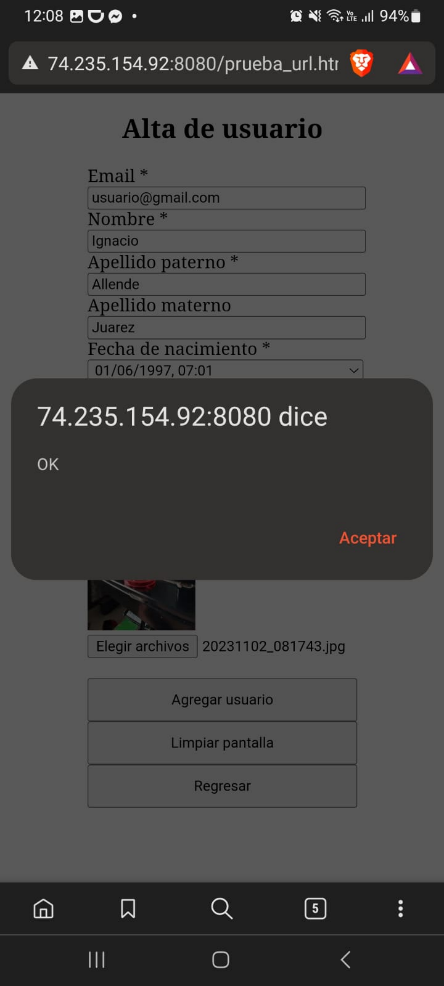 12:08
94%
74.235.154.92:8080/prueba_url.htr
Alta de usuario
Email *
usuario@gmail.com
Nombre *
Ignacio
Apellido paterno *
Allende
Apellido materno
Juarez
Fecha de nacimiento *
01/06/1997, 07:01
74.235.154.92:8080 dice
OK
Aceptar
Elegir archivos 20231102_081743.jpg
Agregar usuario
Limpiar pantalla
Regresar
5